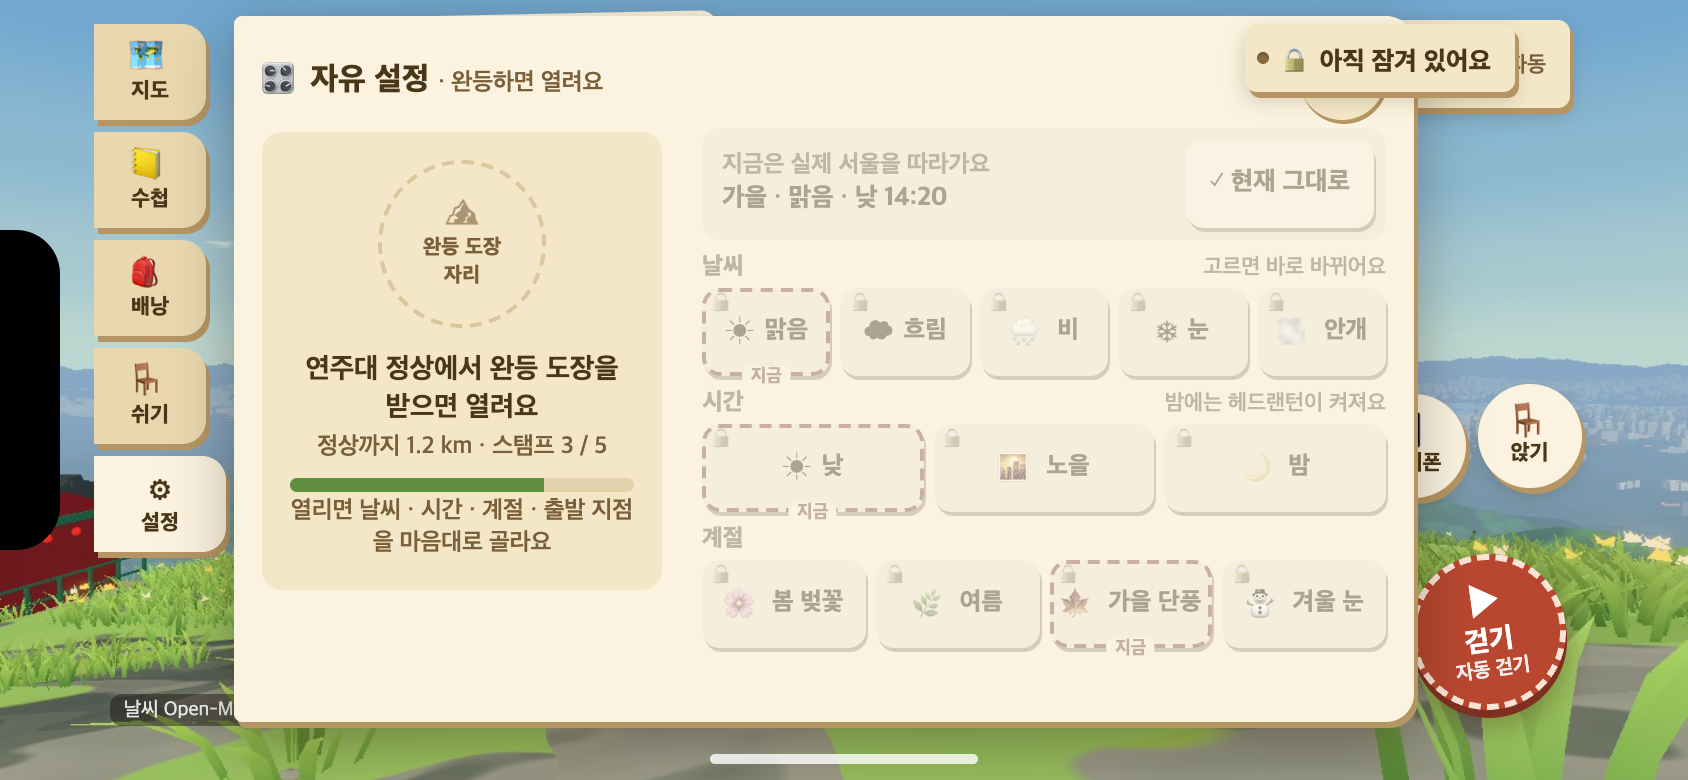 지도
수첩
배낭
쉬기
설정
자유 설정 · 완등하면 열려요
아직 잠겨 있어요
자동
완등 도장
자리
연주대 정상에서 완등 도장을
받으면 열려요
정상까지 1.2 km · 스탬프 3 / 5
열리면 날씨 · 시간 · 계절 · 출발 지점
을 마음대로 골라요
지금은 실제 서울을 따라가요
가을 · 맑음 · 낮 14:20
✓ 현재 그대로
날씨
고르면 바로 바뀌어요
맑음
지금
흐림
비
눈
안개
시간
밤에는 헤드랜턴이 켜져요
낮
지금
노을
밤
계절
봄 벚꽃
여름
가을 단풍
지금
겨울 눈
앉기
걷기
자동 걷기
날씨 Open-M